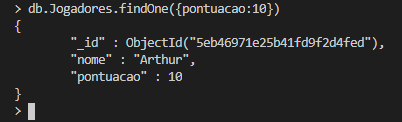 > db.Jogadores.findOne({pontuacao:10})
{
        "_id" : ObjectId("5eb46971e25b41fd9f2d4fed"),
        "nome" : "Arthur",
        "pontuacao" : 10
}
>